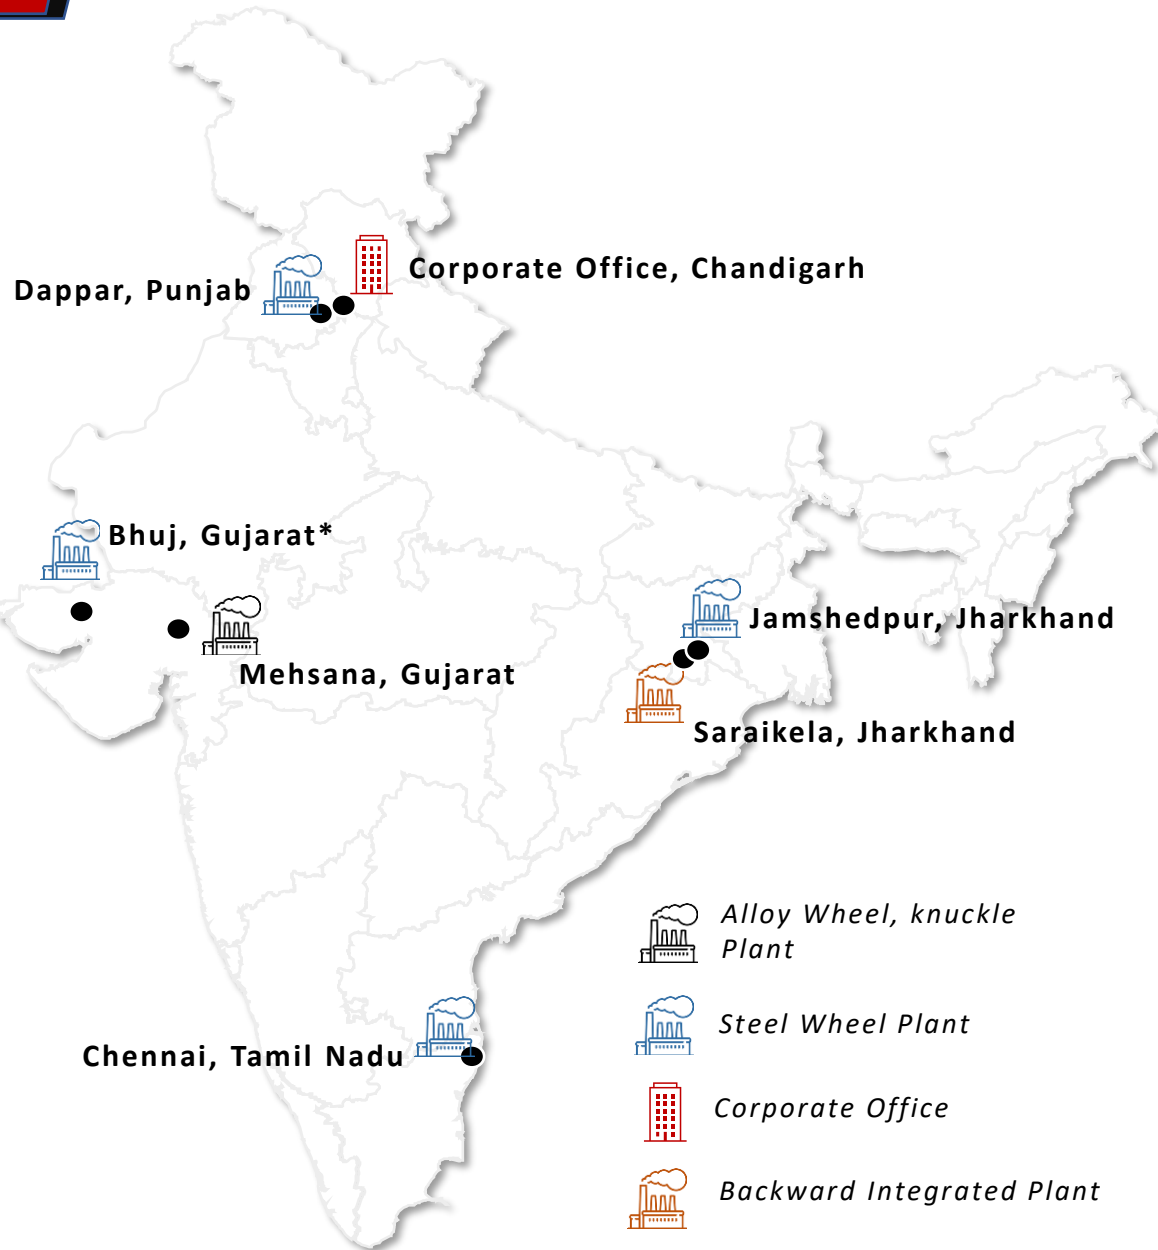 Corporate Office, Chandigarh
Dappar, Punjab
Bhuj, Gujarat*
Mehsana, Gujarat
Jamshedpur, Jharkhand
Saraikela, Jharkhand
Chennai, Tamil Nadu
Alloy Wheel, knuckle
Plant
Steel Wheel Plant
Corporate Office
Backward Integrated Plant